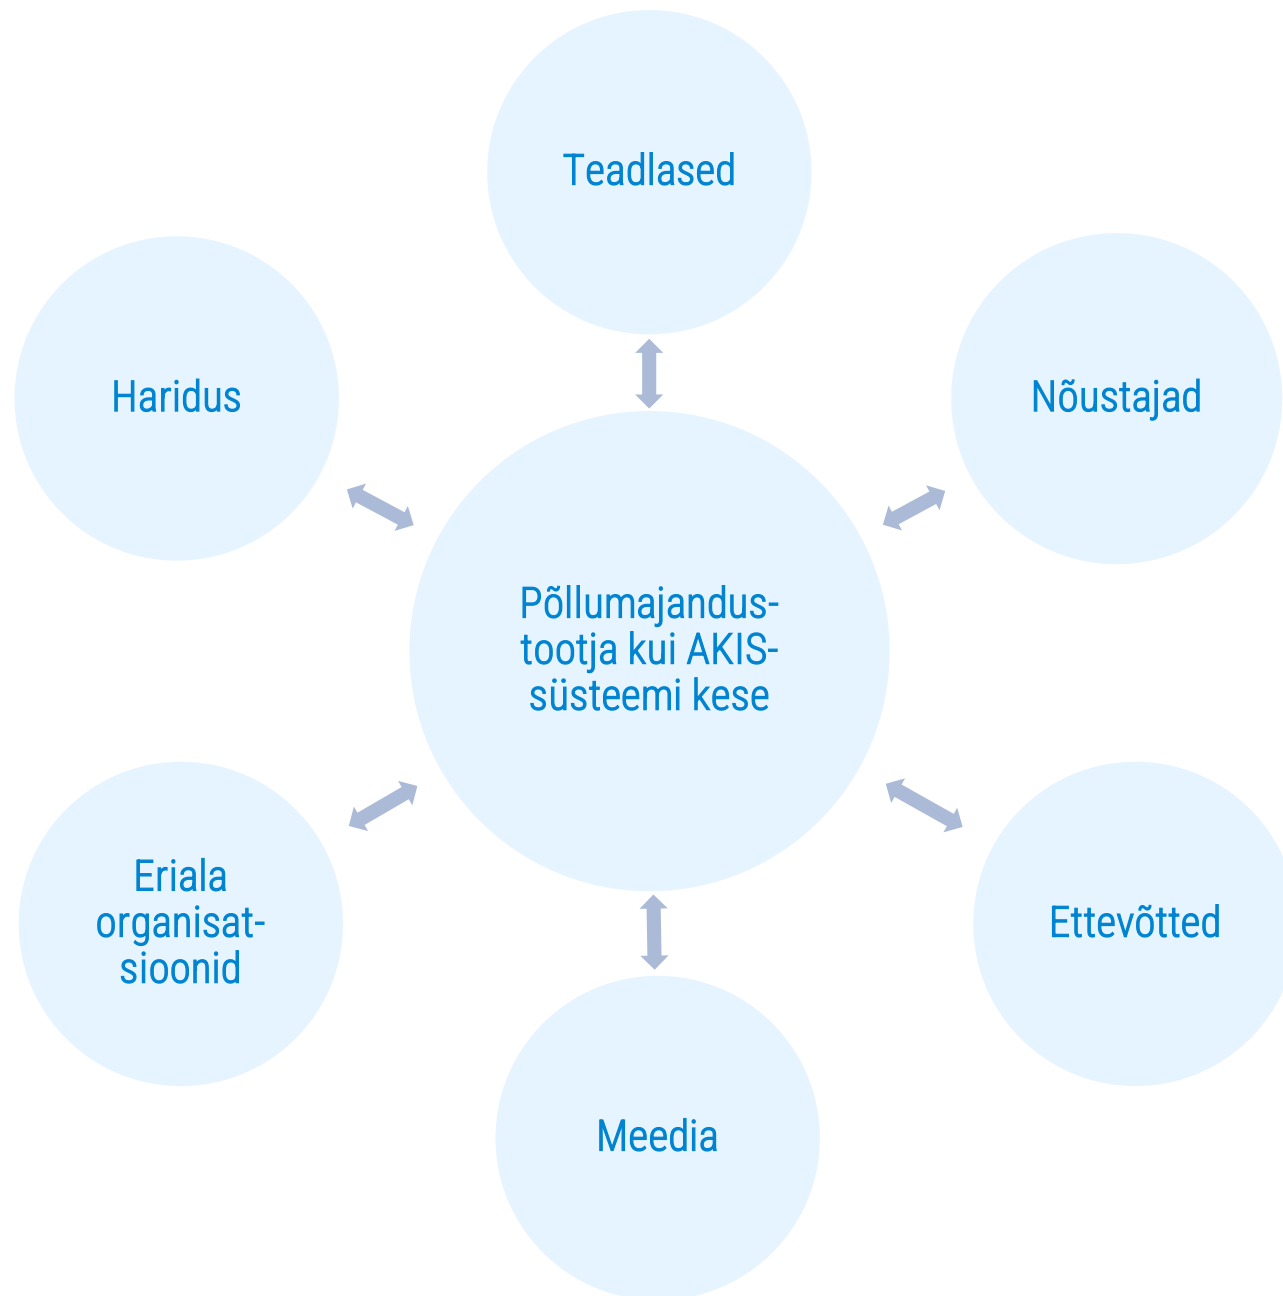 Teadlased
Haridus
Nõustajad
Põllumajandus-
tootja kui AKIS-
süsteemi kese
Eriala
organisat-
sioonid
Ettevõtted
Meedia